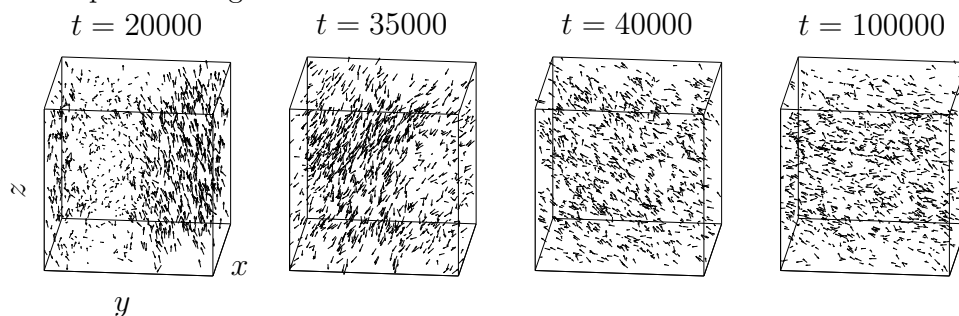 t = 20000 t = 35000 t = 40000 t = 100000
z
x
y